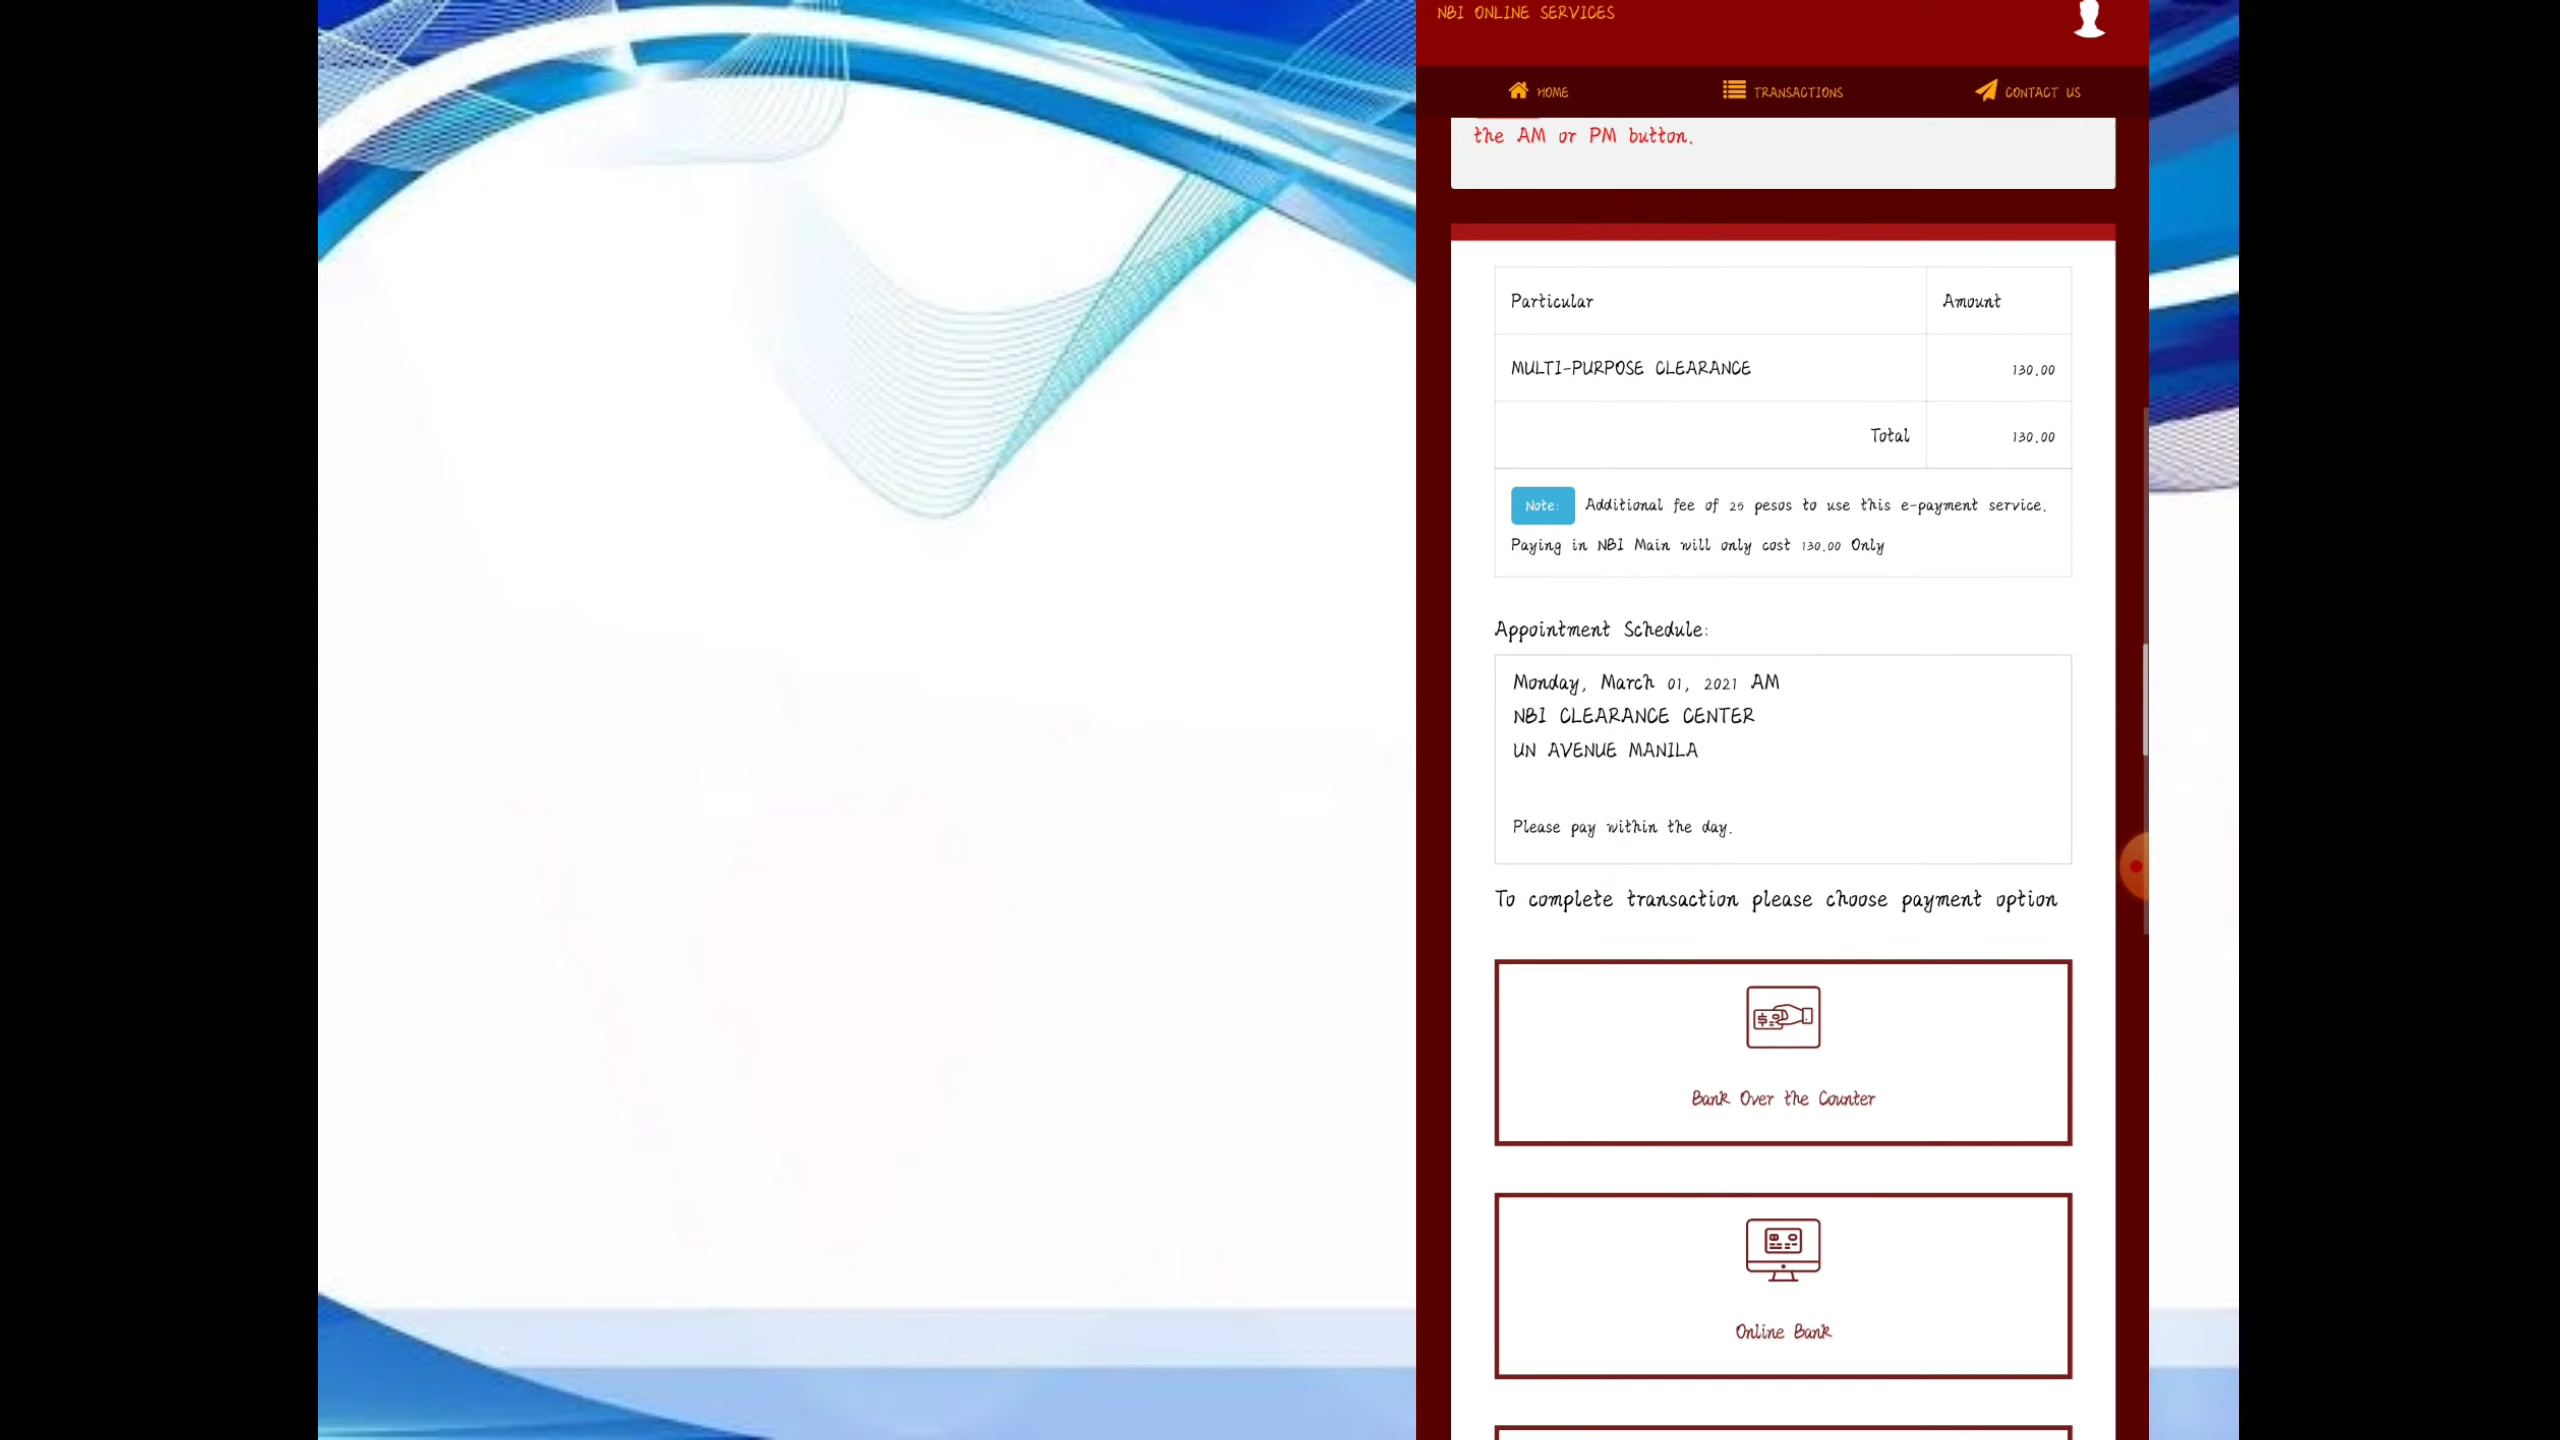 NBI ONLINE SERVICES
HOME
TRANSACTIONS
CONTACT US
the AM or PM button.
Particular
Amount
MULTI-PURPOSE CLEARANCE
130.00
Total
130.00
Note: Additional fee of 25 pesos to use this e-payment service.
Paying in NBI Main will only cost 130.00 Only
Appointment Schedule:
Monday, March 01, 2021 AM
NBI CLEARANCE CENTER
UN AVENUE MANILA
Please pay within the day.
To complete transaction please choose payment option
Bank Over the Counter
Online Bank